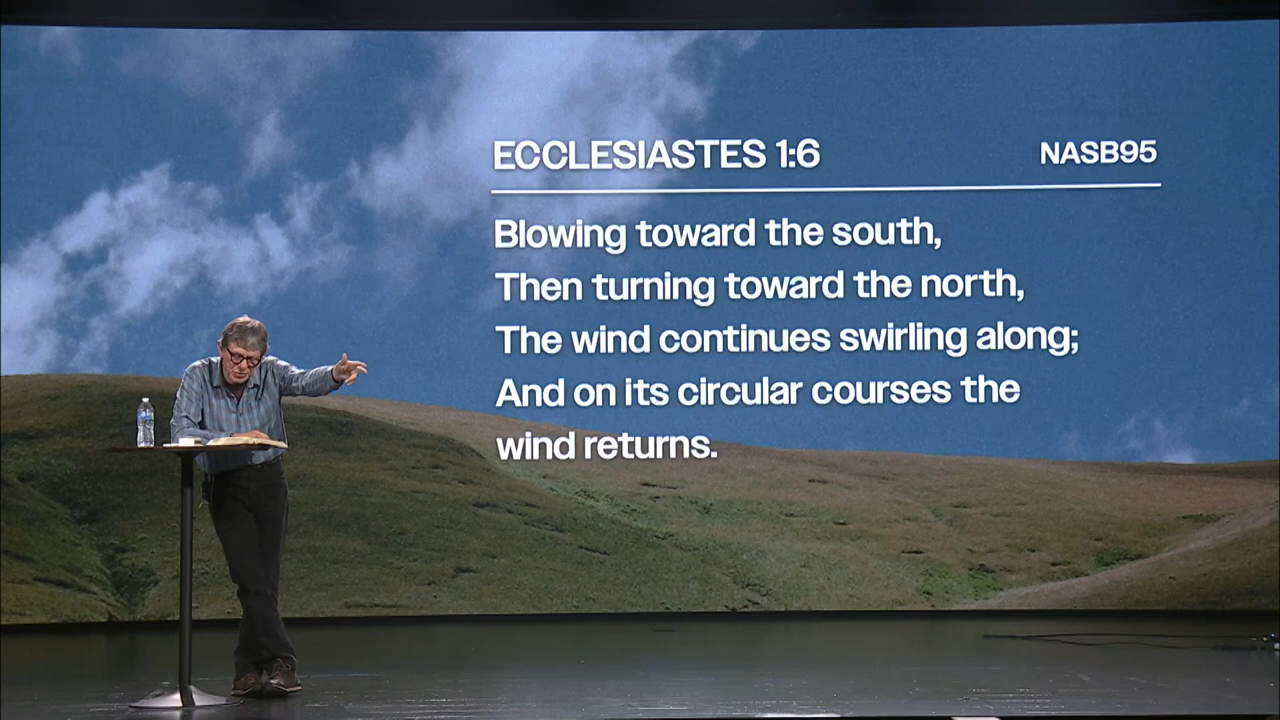 ECCLESIASTES 1:6
NASB95
Blowing toward the south,
Then turning toward the north,
The wind continues swirling along;
And on its circular courses the
wind returns.